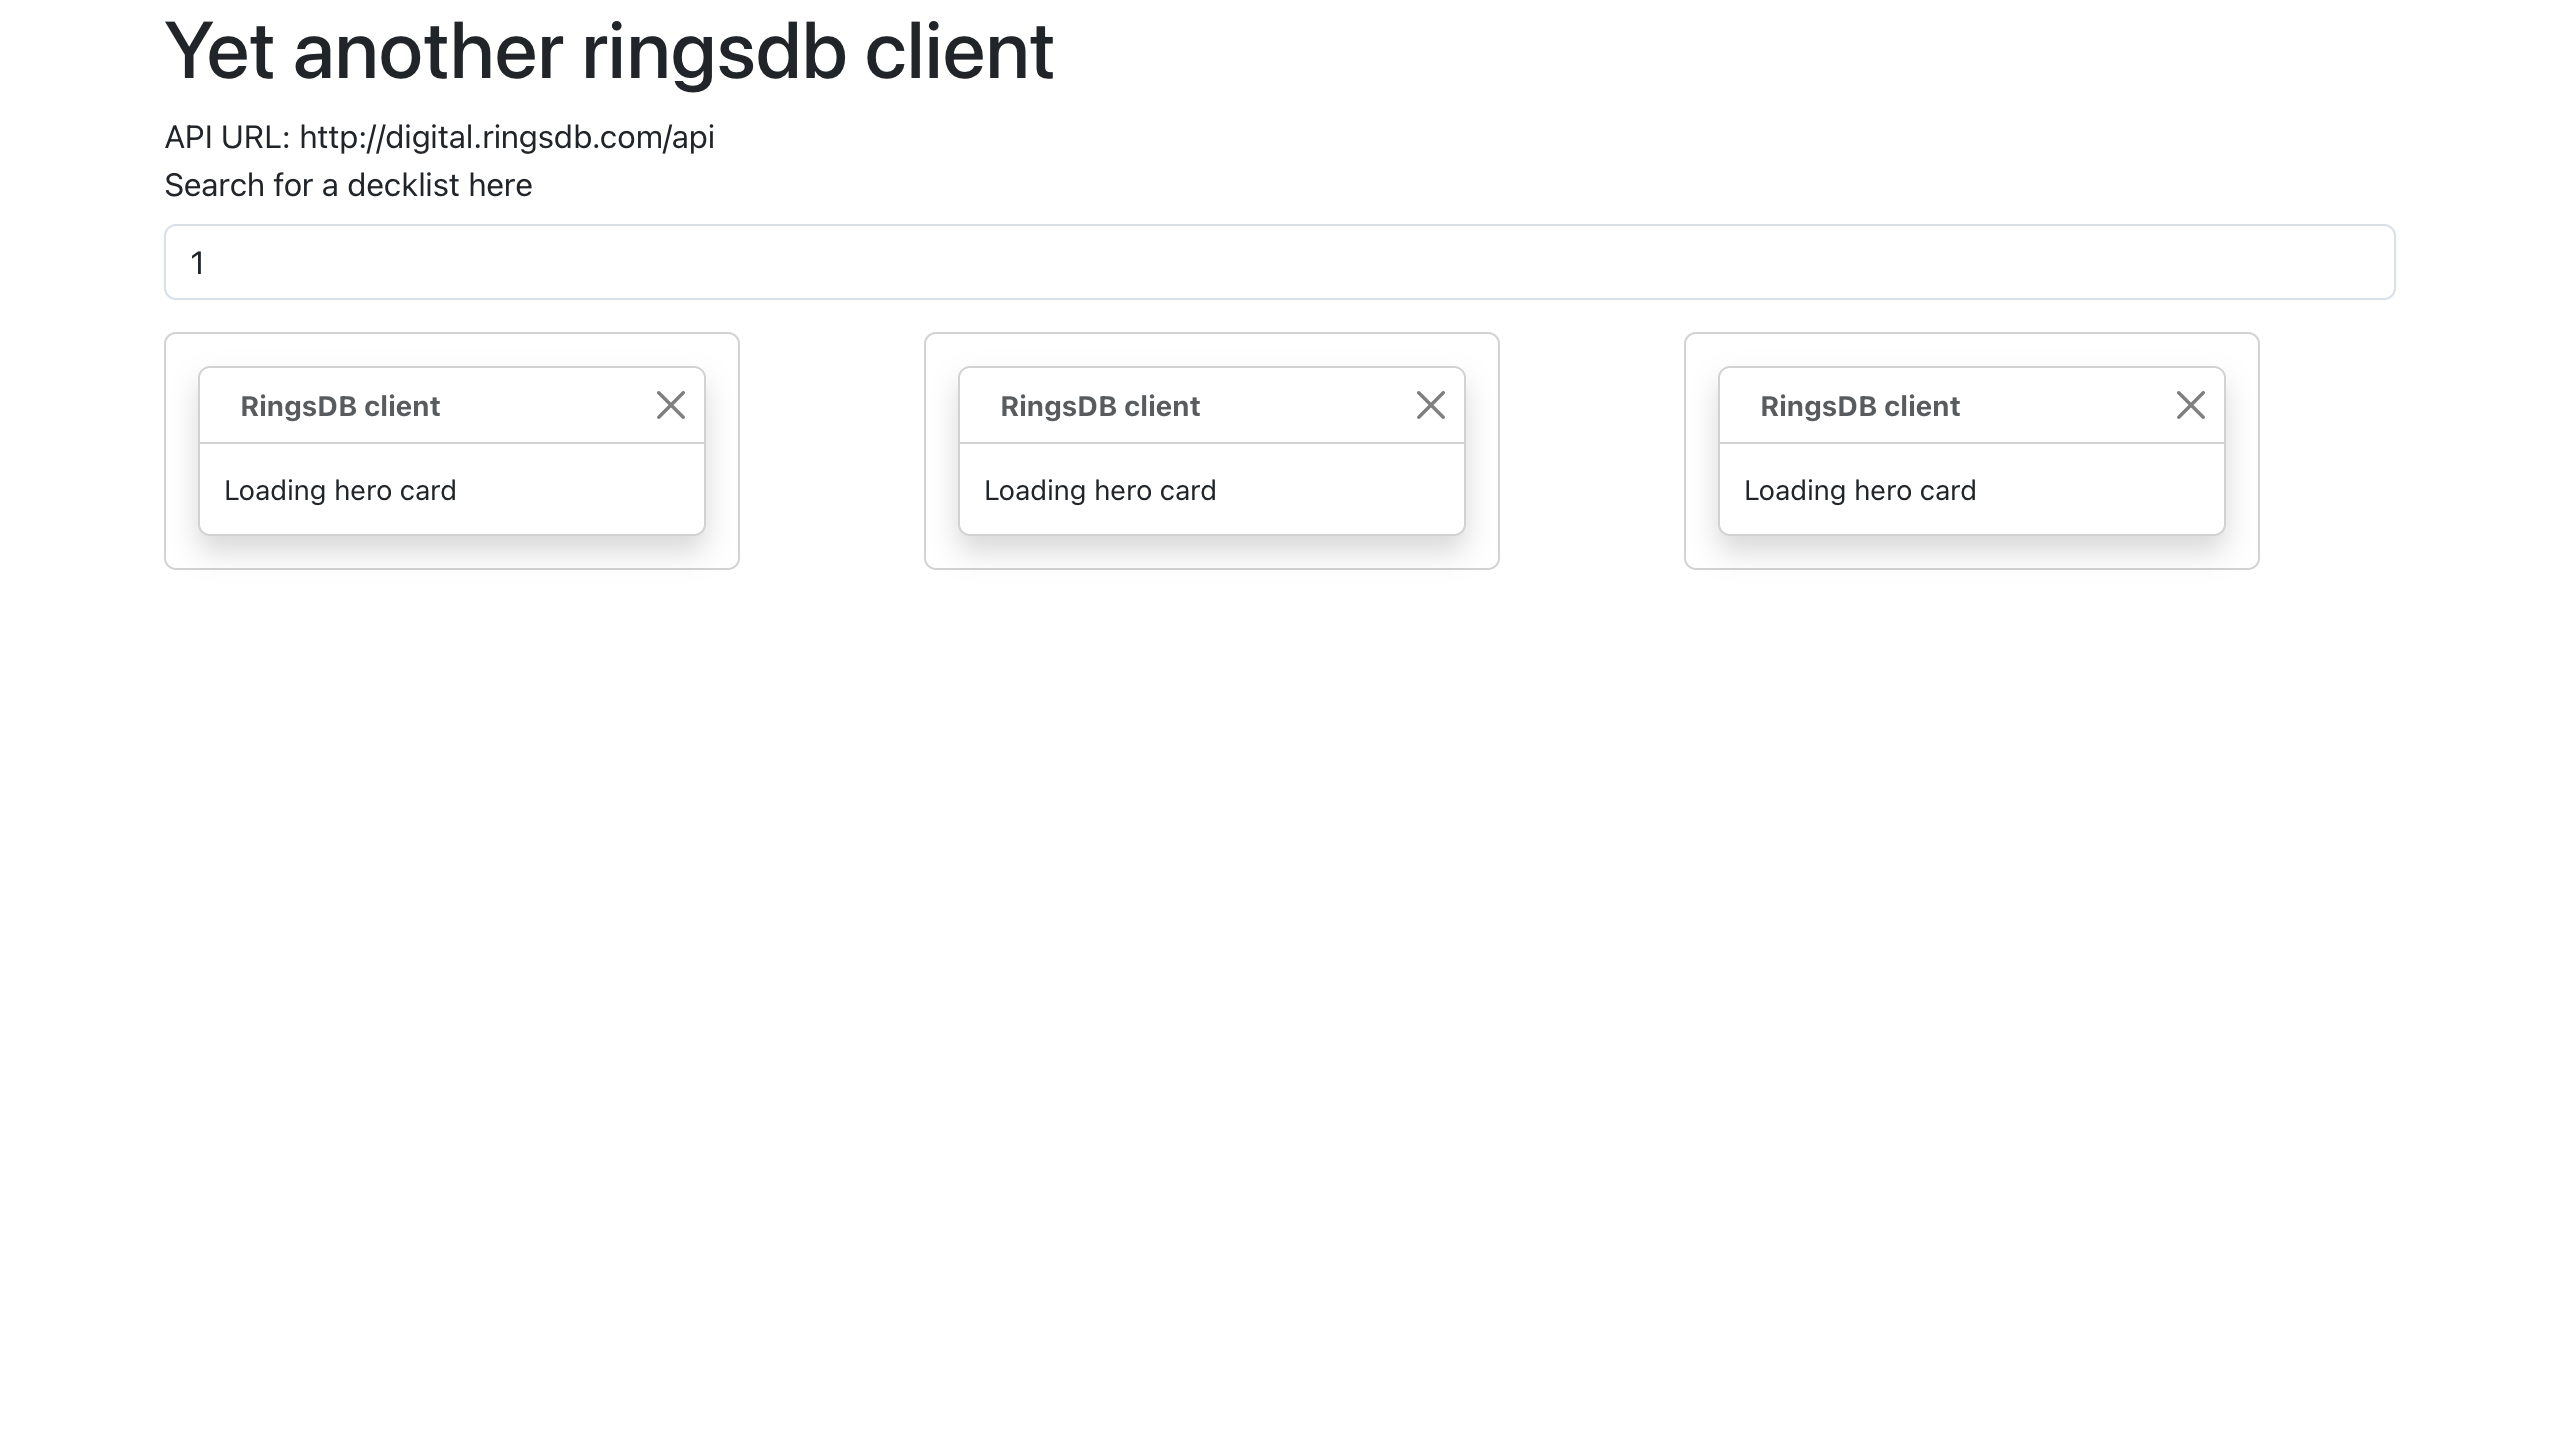 Yet another ringsdb client
API URL: http://digital.ringsdb.com/api
Search for a decklist here
1
RingsDB client
Loading hero card
RingsDB client
Loading hero card
RingsDB client
Loading hero card